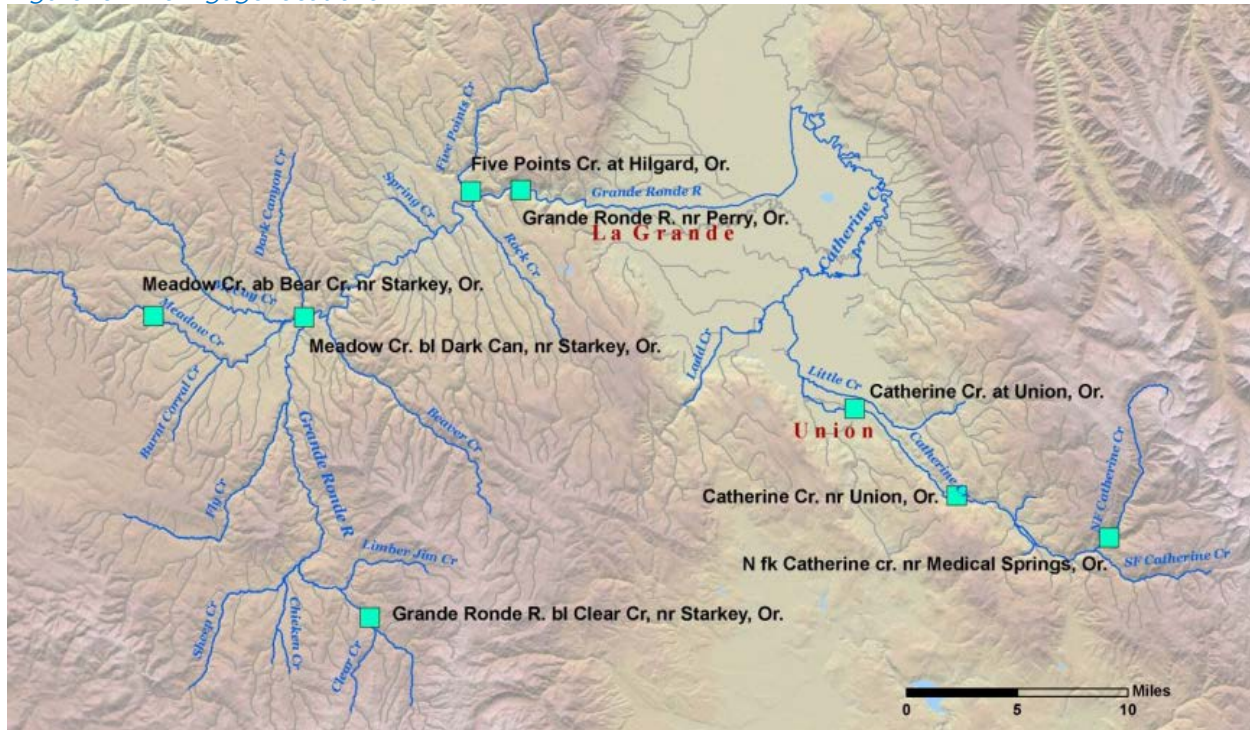 Five Points Cr
Five Points Cr. at Hilgard, Or.
Dark Canyon Cr
Spring Cr
Grande Ronde R
Grande Ronde R. nr Perry, Or.
La Grande
Catherine Cr
Rock Cr
Meadow Cr. ab Bear Cr. nr Starkey, Or.
Meadow Cr
Meadow Cr. bl Dark Can, nr Starkey, Or.
Ladd Cr
Burnt Corral Cr
Little Cr
Catherine Cr. at Union, Or.
Union
Beaver Cr
Grande Ronde R
Catherine
Fly Cr
Catherine Cr. nr Union, Or.
NF Catherine Cr
N fk Catherine cr. nr Medical Springs, Or.
SF Catherine Cr
Limber Jim Cr
Grande Ronde R. bl Clear Cr, nr Starkey, Or.
Sheep Cr
Chicken Cr
Clear Cr
Miles
0 5 10